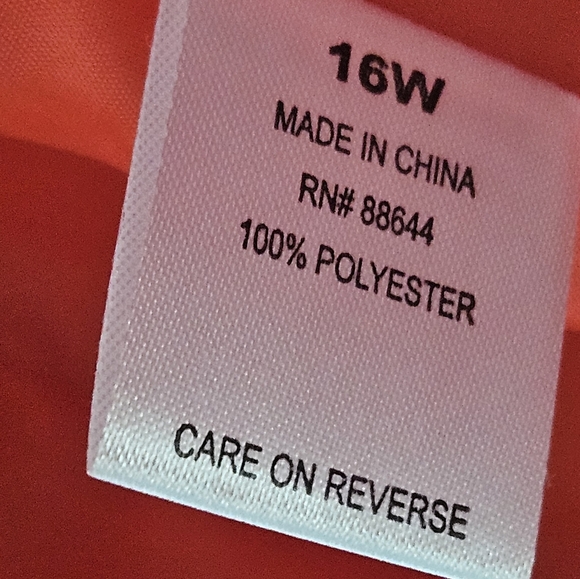 16W
MADE IN CHINA
RN# 88644
100% POLYESTER
CARE ON REVERSE